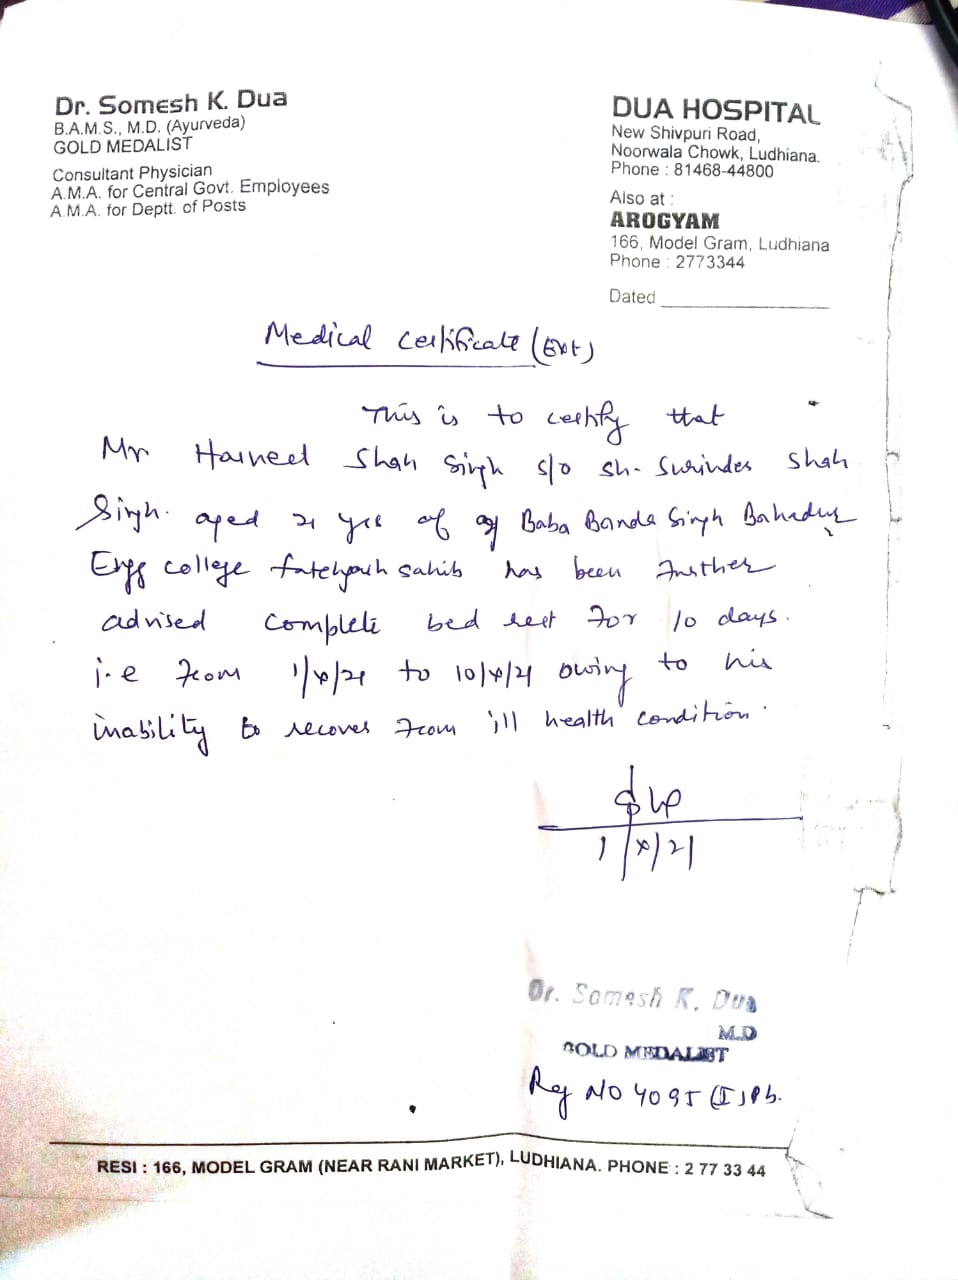 Dr. Somesh K. Dua
B.A.M.S., M.D. (Ayurveda)
GOLD MEDALIST
Consultant Physician
A.M.A. for Central Govt. Employees
A.M.A. for Deptt. of Posts
DUA HOSPITAL
New Shivpuri Road,
Noorwala Chowk, Ludhiana.
Phone : 81468-44800
Also at :
AROGYAM
166, Model Gram, Ludhiana
Phone : 2773344
Dated
Medical Certificate (Ext)
This is to certify that
Mr Harneet Shah Singh s/o Sh. Surinder Shah
Singh. aged 21 yrs of Baba Banda Singh Bahadur
Engg college fatehgarh sahib has been further
advised complete bed rest for 10 days.
i.e from 1/x/21 to 10/x/21 owing to his
inability to recover from ill health condition.
1/x/21
Dr. Somesh K. Dua
M.D
GOLD MEDALIST
Reg NO 4095 (I) Pb.
RESI : 166, MODEL GRAM (NEAR RANI MARKET), LUDHIANA. PHONE : 2 77 33 44